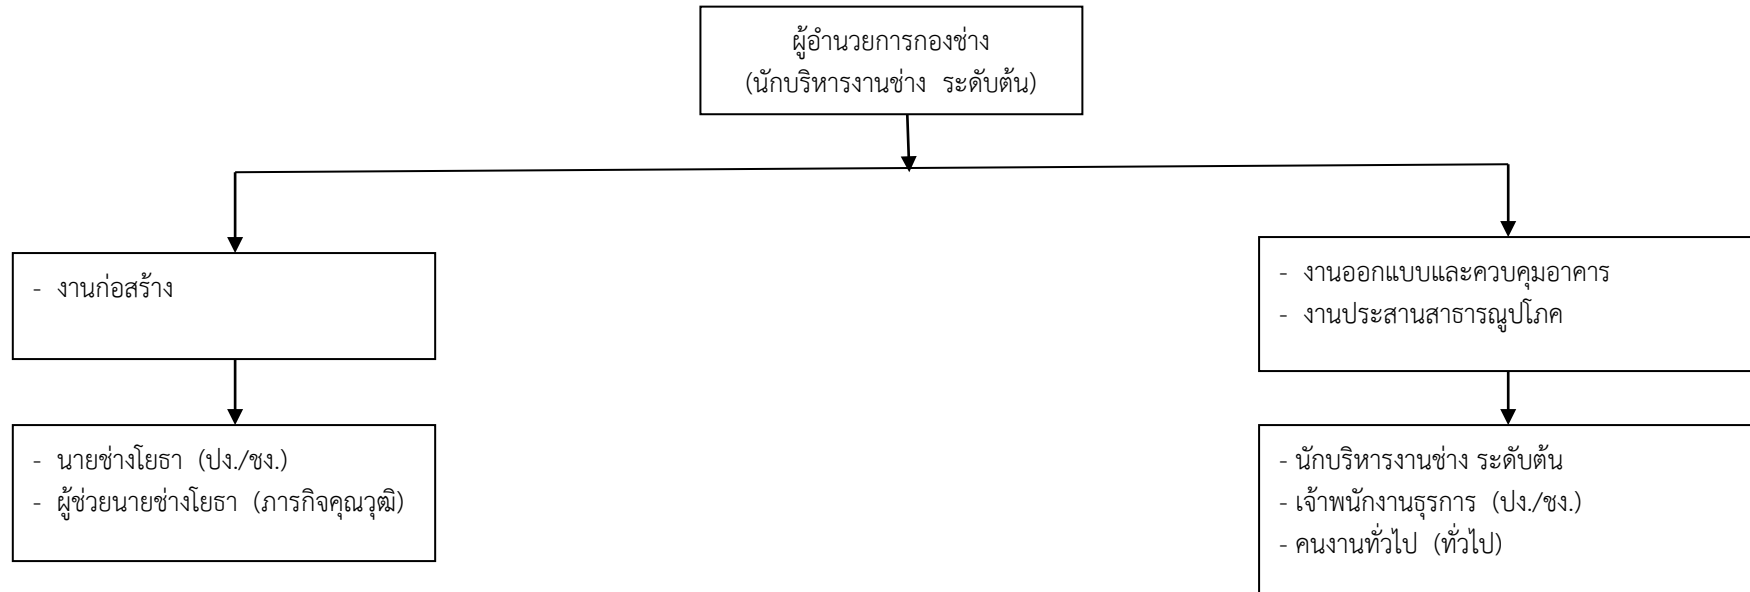 ผู้อำนวยการกองช่าง
(นักบริหารงานช่าง ระดับต้น)
- งานก่อสร้าง
- งานออกแบบและควบคุมอาคาร
- งานประสานสาธารณูปโภค
- นายช่างโยธา (ปง./ชง.)
- ผู้ช่วยนายช่างโยธา (ภารกิจคุณวุฒิ)
- นักบริหารงานช่าง ระดับต้น
- เจ้าพนักงานธุรการ (ปง./ชง.)
- คนงานทั่วไป (ทั่วไป)